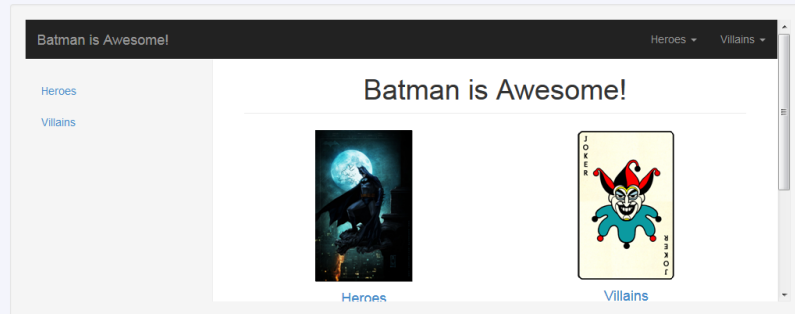 Batman is Awesome!
Heroes
Villains
Heroes
Villains
Batman is Awesome!
JOKER
JOKER
Heroes
Villains